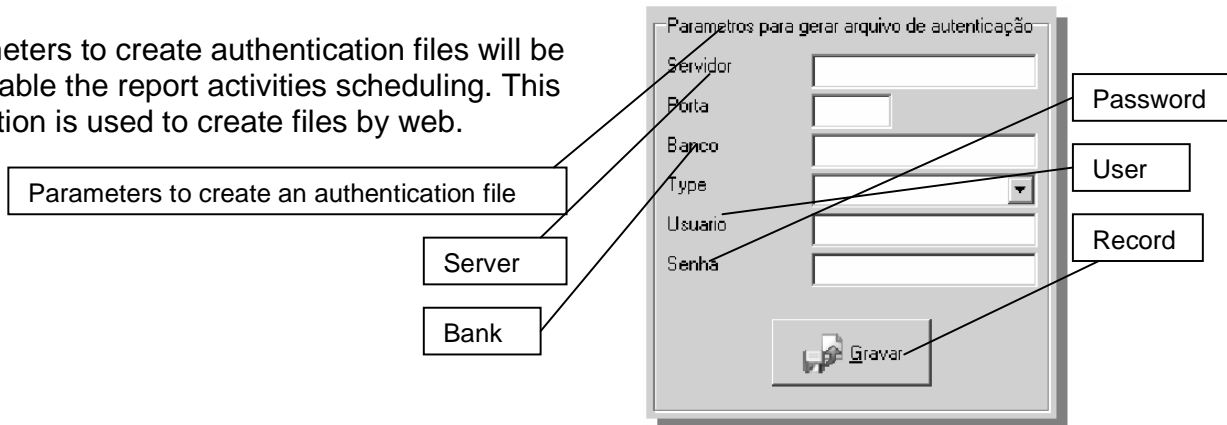 meters to create authentication files will be
able the report activities scheduling. This
tion is used to create files by web.
Parameters to create an authentication file
Server
Bank
Parametros para gerar arquivo de autenticação
Servidor
Porta
Banco
Type
Usuario
Senha
Gravar
Password
User
Record